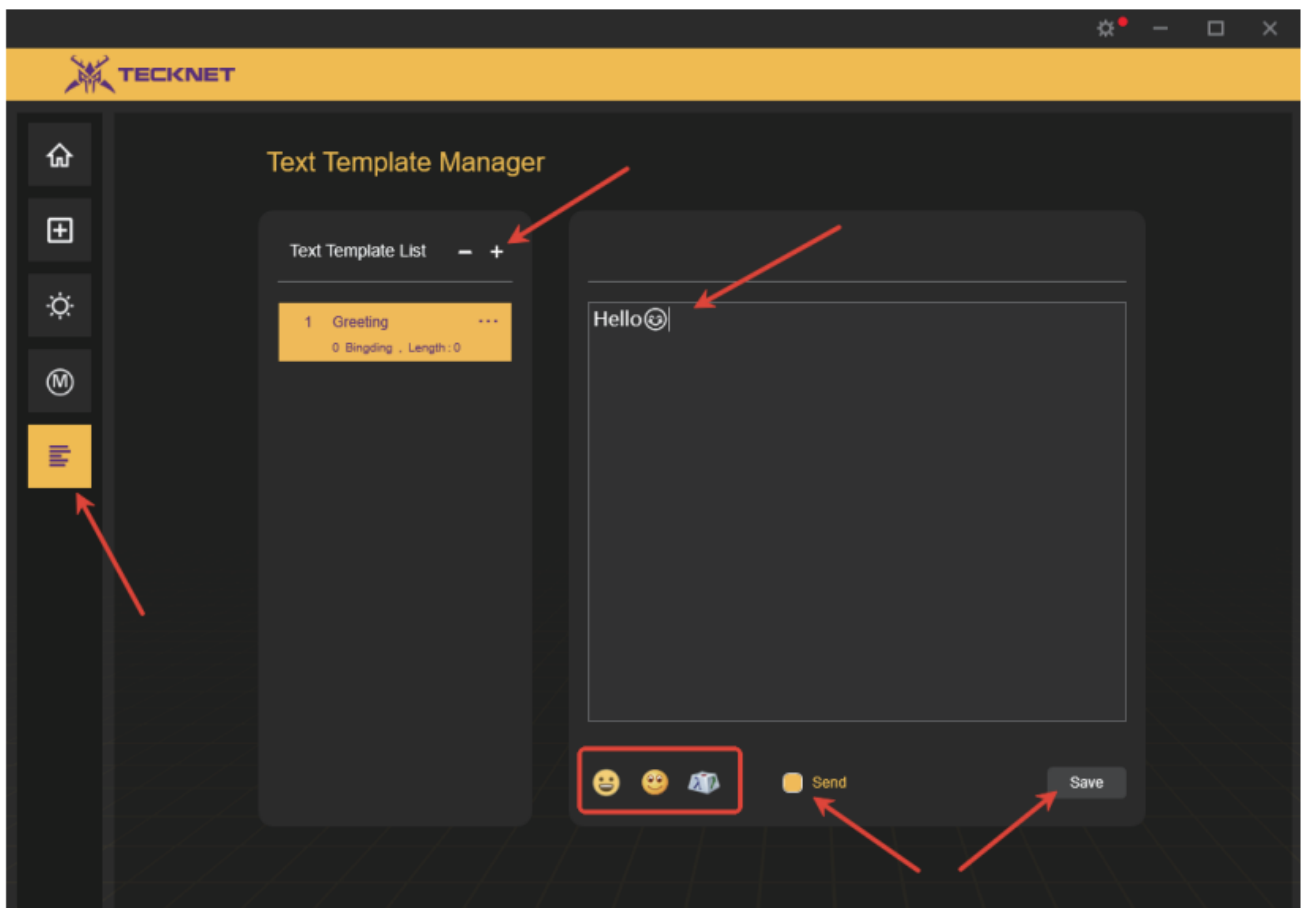 TECKNET
Text Template Manager
Text Template List - +
1 Greeting ...
0 Bingding , Length : 0
Hello😊
M
Send
Save